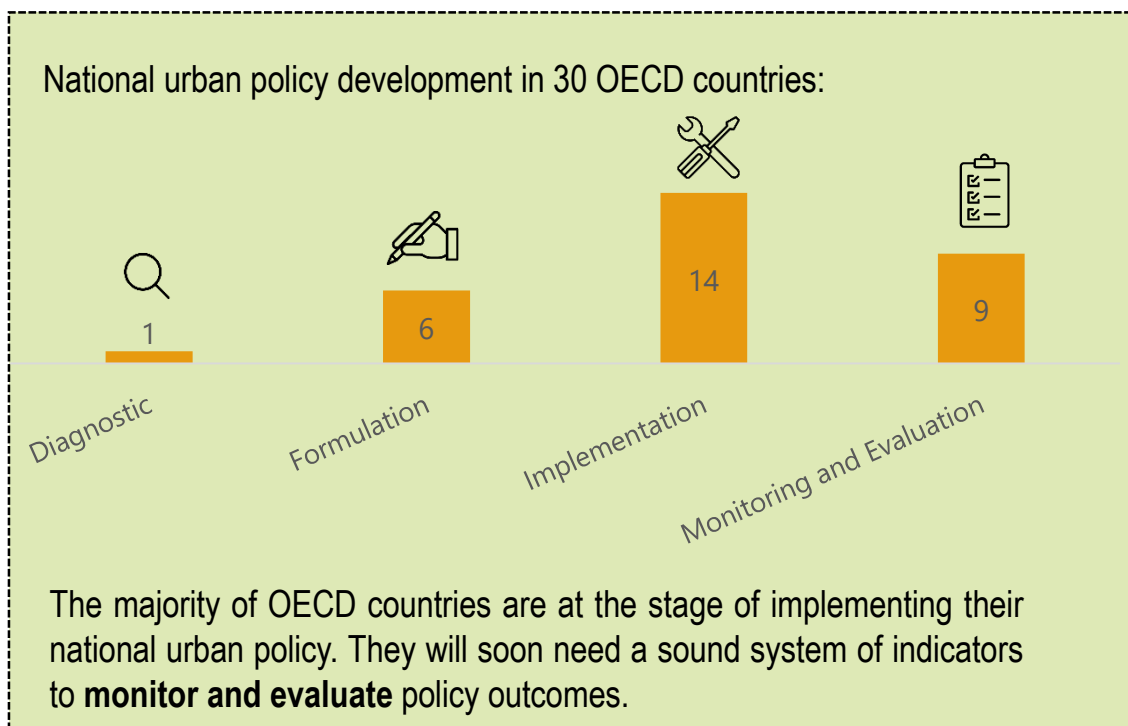 National urban policy development in 30 OECD countries:
1
6
14
9
Diagnostic
Formulation
Implementation
Monitoring and Evaluation
The majority of OECD countries are at the stage of implementing their
national urban policy. They will soon need a sound system of indicators
to monitor and evaluate policy outcomes.